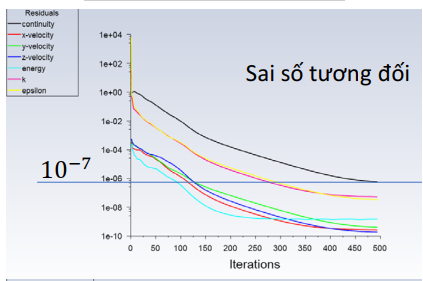 Residuals
continuity
x-velocity
y-velocity
z-velocity
energy
k
epsilon
Sai số tương đối
1e+04
1e+02
1e+00
1e-02
1e-04
10⁻⁷
1e-06
1e-08
1e-10
0 50 100 150 200 250 300 350 400 450 500
Iterations